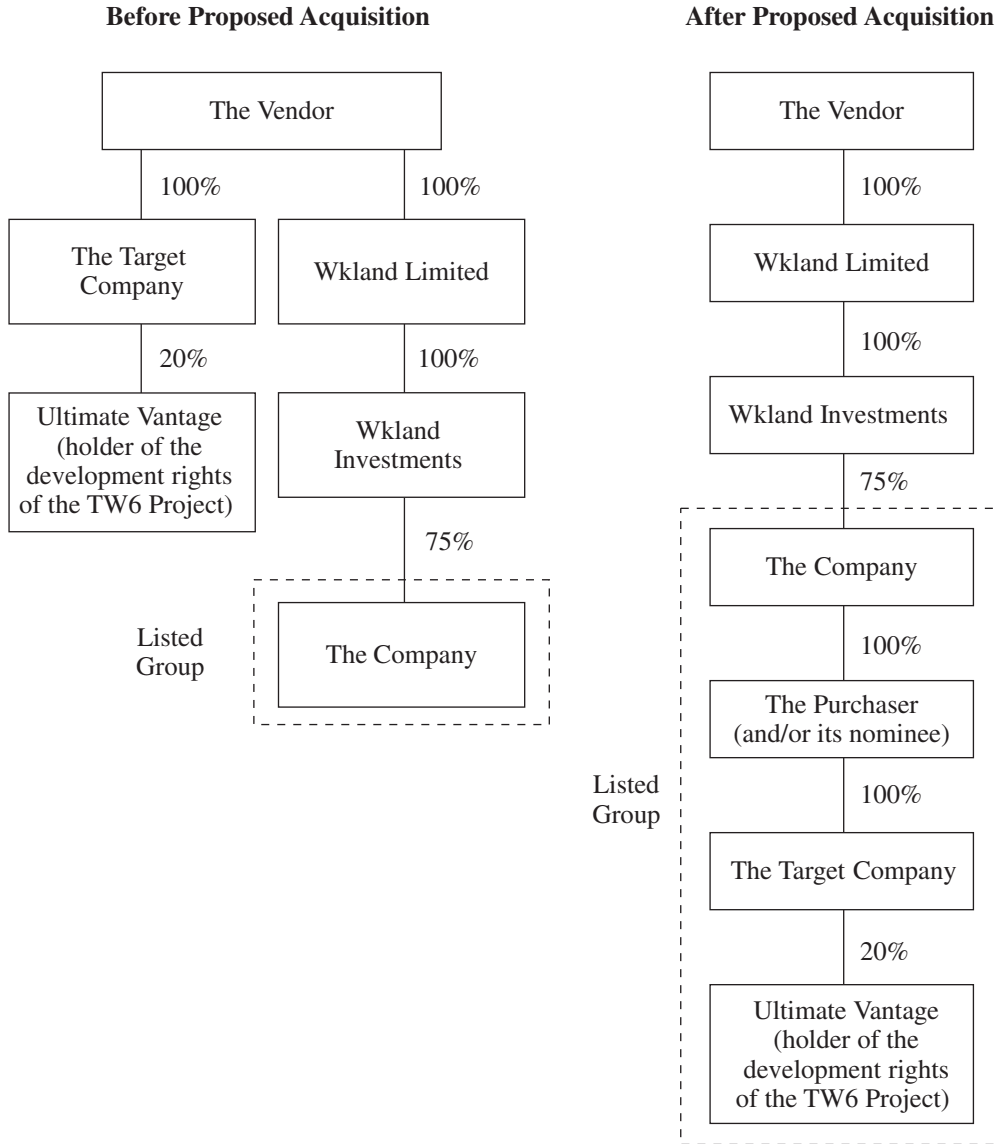 Before Proposed Acquisition
The Vendor
100%
100%
The Target
Company
Wkland Limited
20%
100%
Ultimate Vantage
(holder of the
development rights
of the TW6 Project)
Wkland
Investments
75%
Listed
Group
The Company
After Proposed Acquisition
The Vendor
100%
Wkland Limited
100%
Wkland Investments
75%
The Company
100%
The Purchaser
(and/or its nominee)
Listed
Group
100%
The Target Company
20%
Ultimate Vantage
(holder of the
development rights
of the TW6 Project)